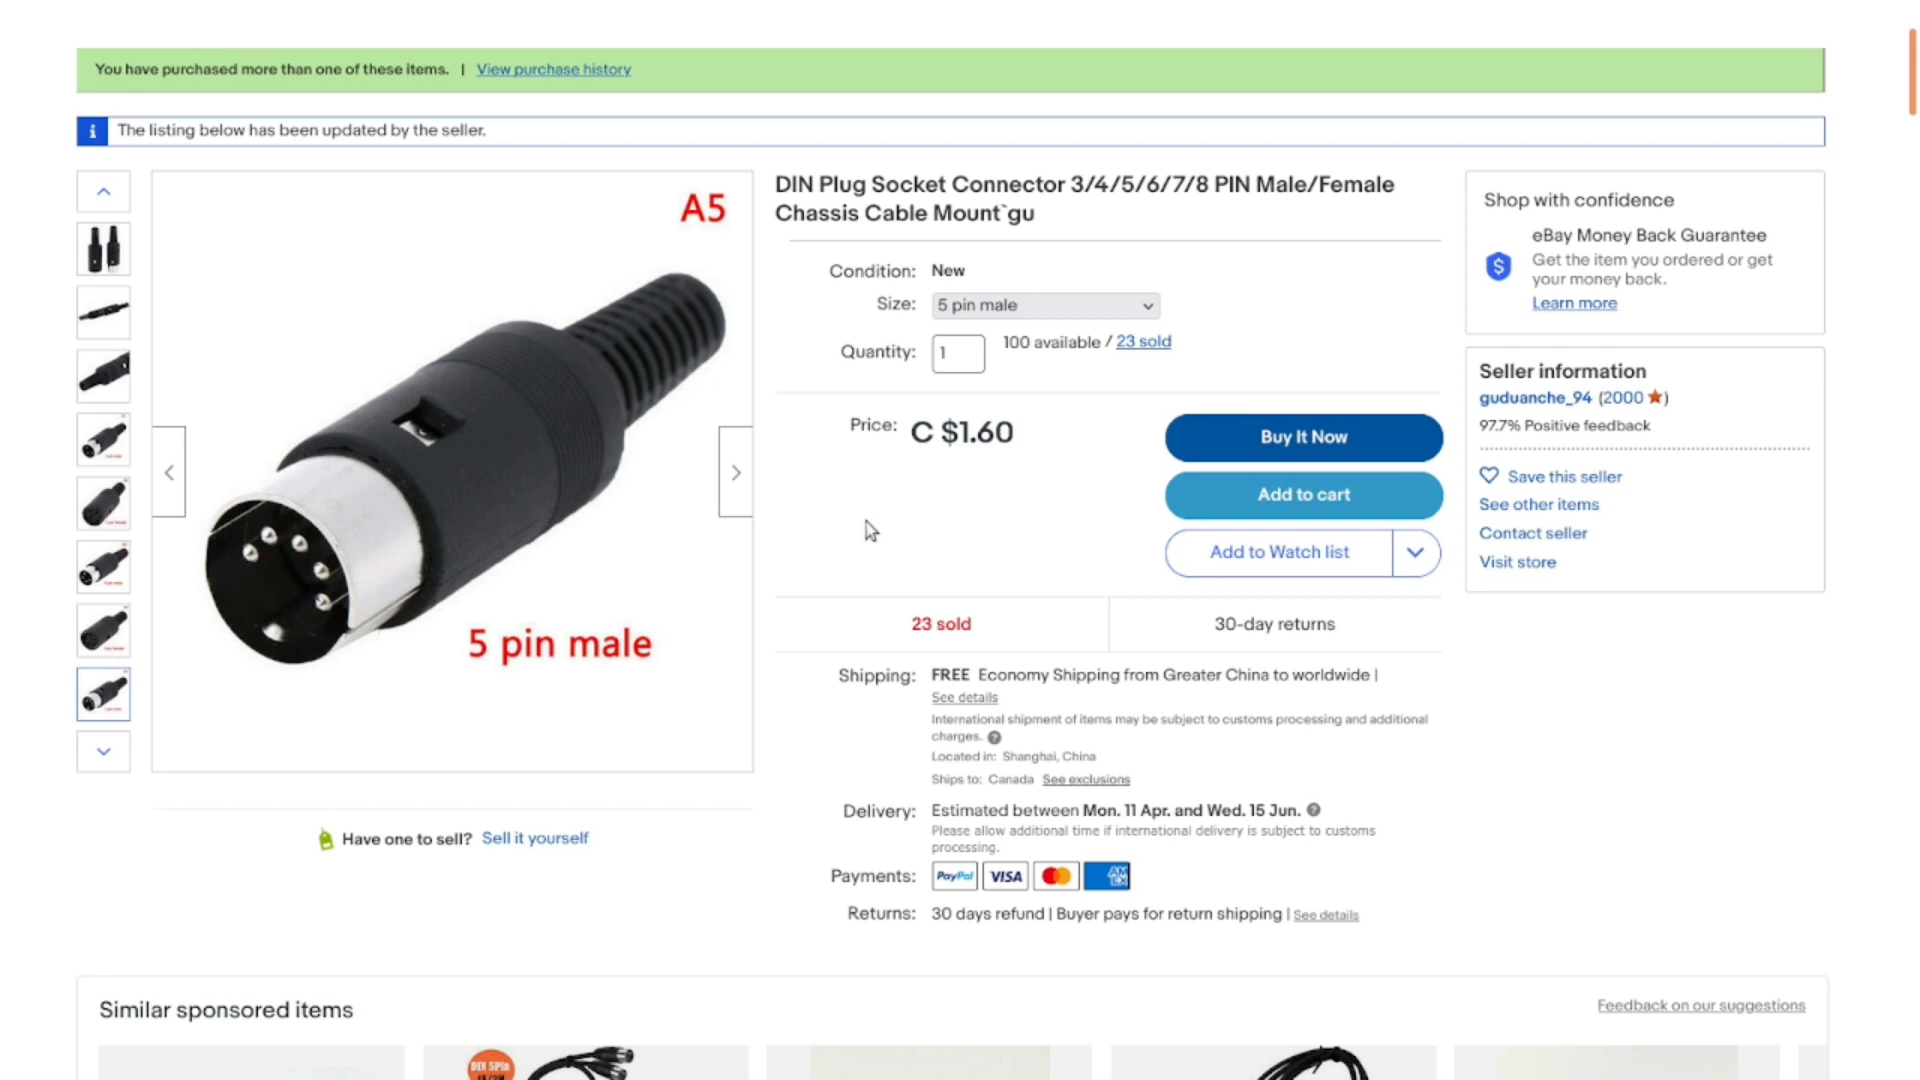 You have purchased more than one of these items. | View purchase history
i The listing below has been updated by the seller.
A5
5 pin male
Have one to sell? Sell it yourself
DIN Plug Socket Connector 3/4/5/6/7/8 PIN Male/Female
Chassis Cable Mount`gu
Condition: New
Size: 5 pin male
Quantity: 1 100 available / 23 sold
Price: C $1.60
Buy It Now
Add to cart
Add to Watch list
23 sold 30-day returns
Shipping: FREE Economy Shipping from Greater China to worldwide |
See details
International shipment of items may be subject to customs processing and additional
charges. ?
Located in: Shanghai, China
Ships to: Canada See exclusions
Delivery: Estimated between Mon. 11 Apr. and Wed. 15 Jun. ?
Please allow additional time if international delivery is subject to customs
processing.
Payments: PayPal VISA AMEX
Returns: 30 days refund | Buyer pays for return shipping | See details
Shop with confidence
eBay Money Back Guarantee
$ Get the item you ordered or get
your money back.
Learn more
Seller information
guduanche_94 (2000 ★)
97.7% Positive feedback
Save this seller
See other items
Contact seller
Visit store
Similar sponsored items
Feedback on our suggestions
DIN 5Pin